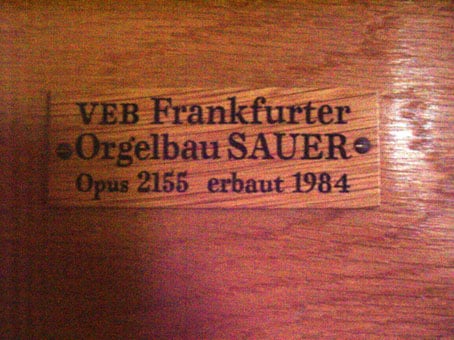 VEB Frankfurter
Orgelbau SAUER
Opus 2155 erbaut 1984